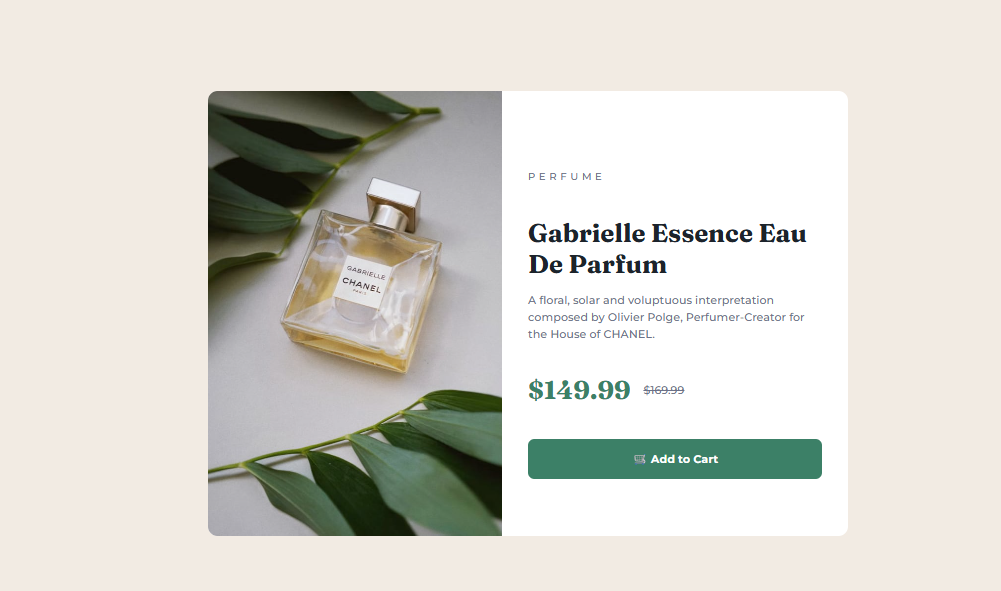 GABRIELLE
CHANEL
PARIS
PERFUME
Gabrielle Essence Eau
De Parfum
A floral, solar and voluptuous interpretation
composed by Olivier Polge, Perfumer-Creator for
the House of CHANEL.
$149.99 $169.99
Add to Cart